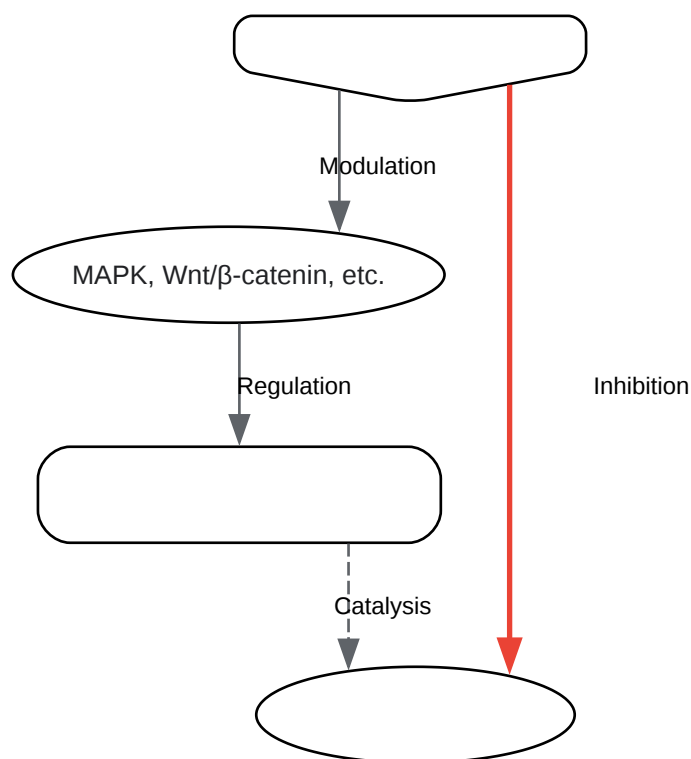 Modulation
MAPK, Wnt/β-catenin, etc.
Regulation
Inhibition
Catalysis